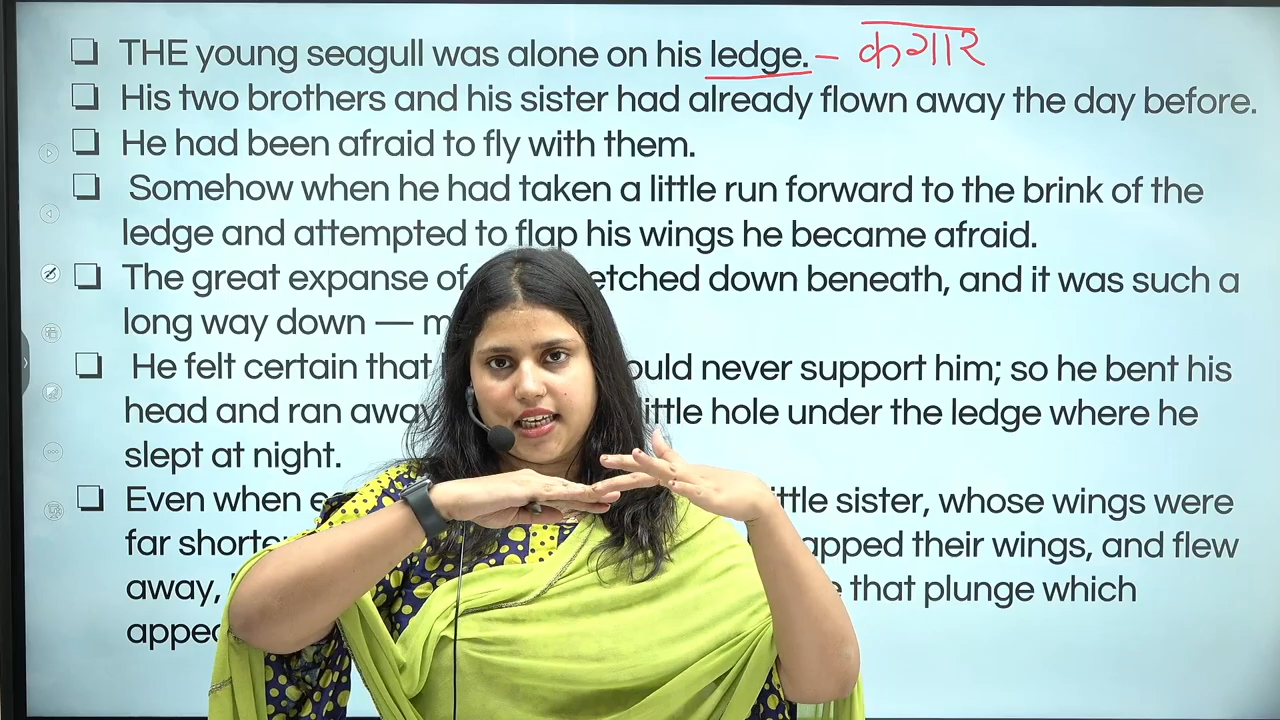 THE young seagull was alone on his ledge. – कगार
His two brothers and his sister had already flown away the day before.
He had been afraid to fly with them.
Somehow when he had taken a little run forward to the brink of the
ledge and attempted to flap his wings he became afraid.
The great expanse of etched down beneath, and it was such a
long way down — m
He felt certain that ould never support him; so he bent his
head and ran away little hole under the ledge where he
slept at night.
Even when ittle sister, whose wings were
far shorte apped their wings, and flew
away, that plunge which
appe